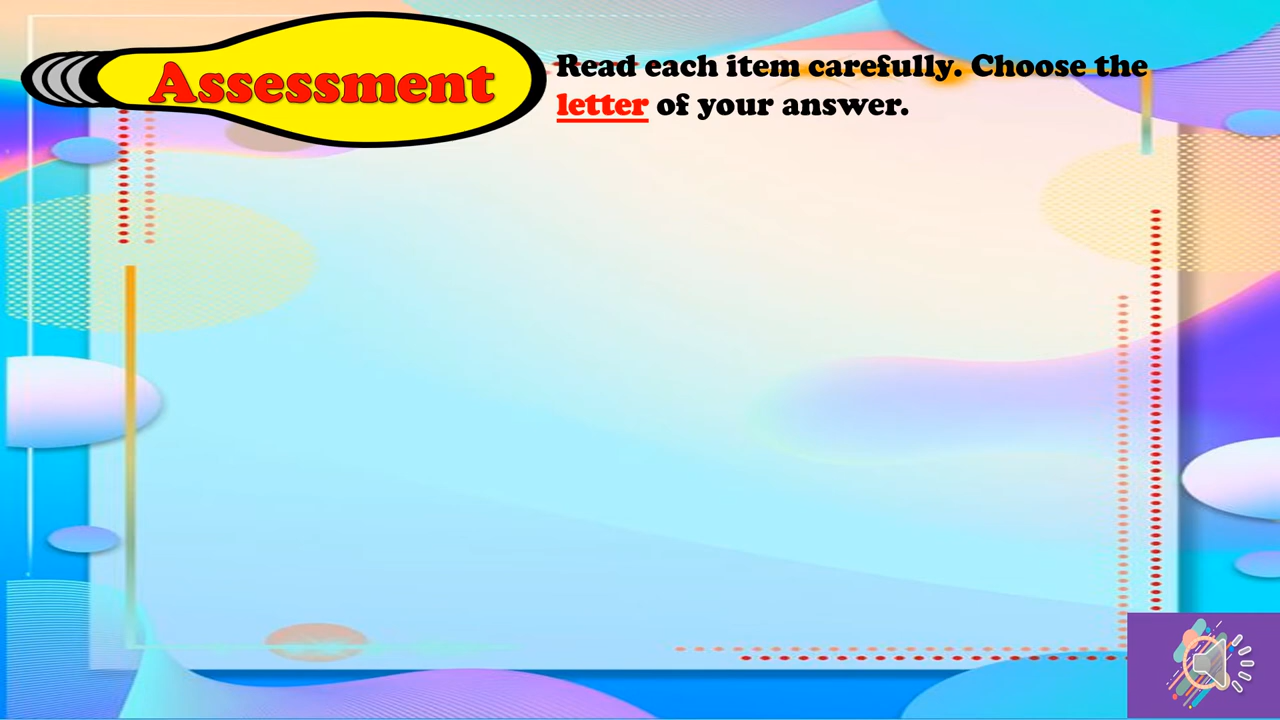 Assessment
Read each item carefully. Choose the
letter of your answer.